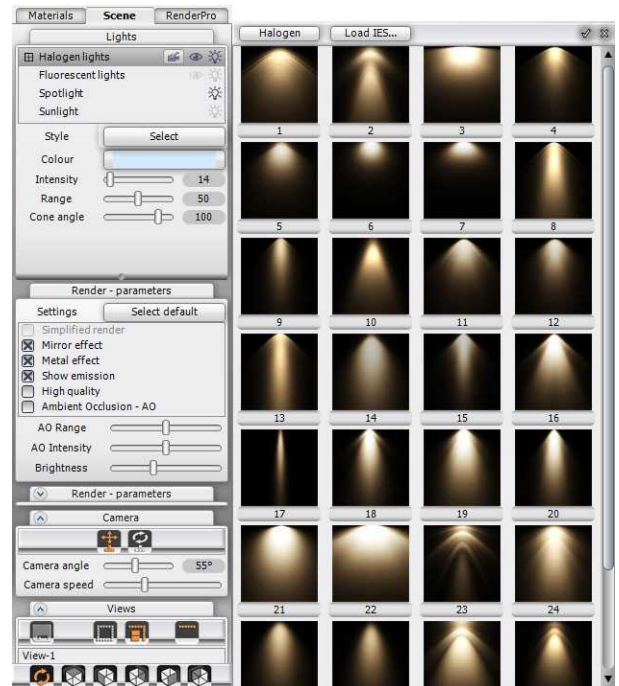 Materials Scene RenderPro
Lights
Halogen lights
Fluorescent lights
Spotlight
Sunlight
Style Select
Colour
Intensity 14
Range 50
Cone angle 100
Render - parameters
Settings Select default
Simplified render
Mirror effect
Metal effect
Show emission
High quality
Ambient Occlusion - AO
AO Range
AO Intensity
Brightness
Render - parameters
Camera
Camera angle 55°
Camera speed
Views
View-1
Halogen Load IES...
1 2 3 4
5 6 7 8
9 10 11 12
13 14 15 16
17 18 19 20
21 22 23 24